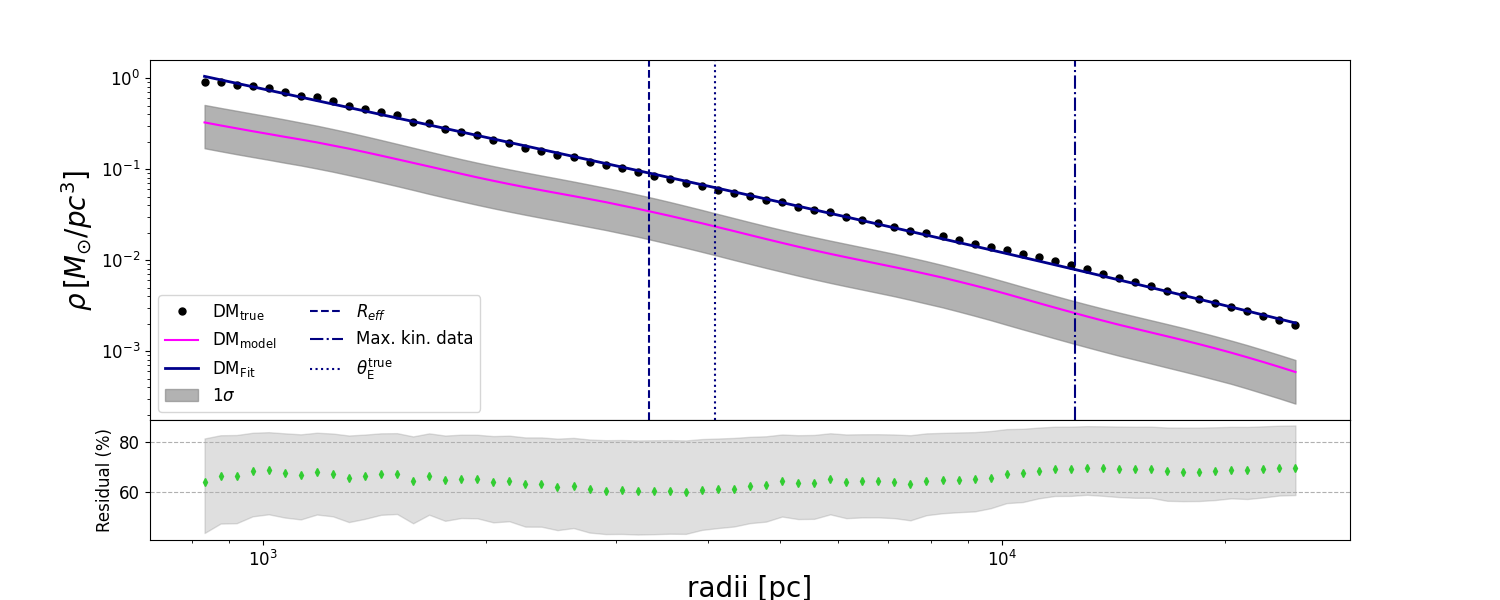 10⁰
10⁻¹
10⁻²
10⁻³
ρ [M⊙/pc³]
DM_true
DM_model
DM_Fit
1σ
R_eff
Max. kin. data
θ_E^true
80
60
Residual (%)
10³
10⁴
radii [pc]